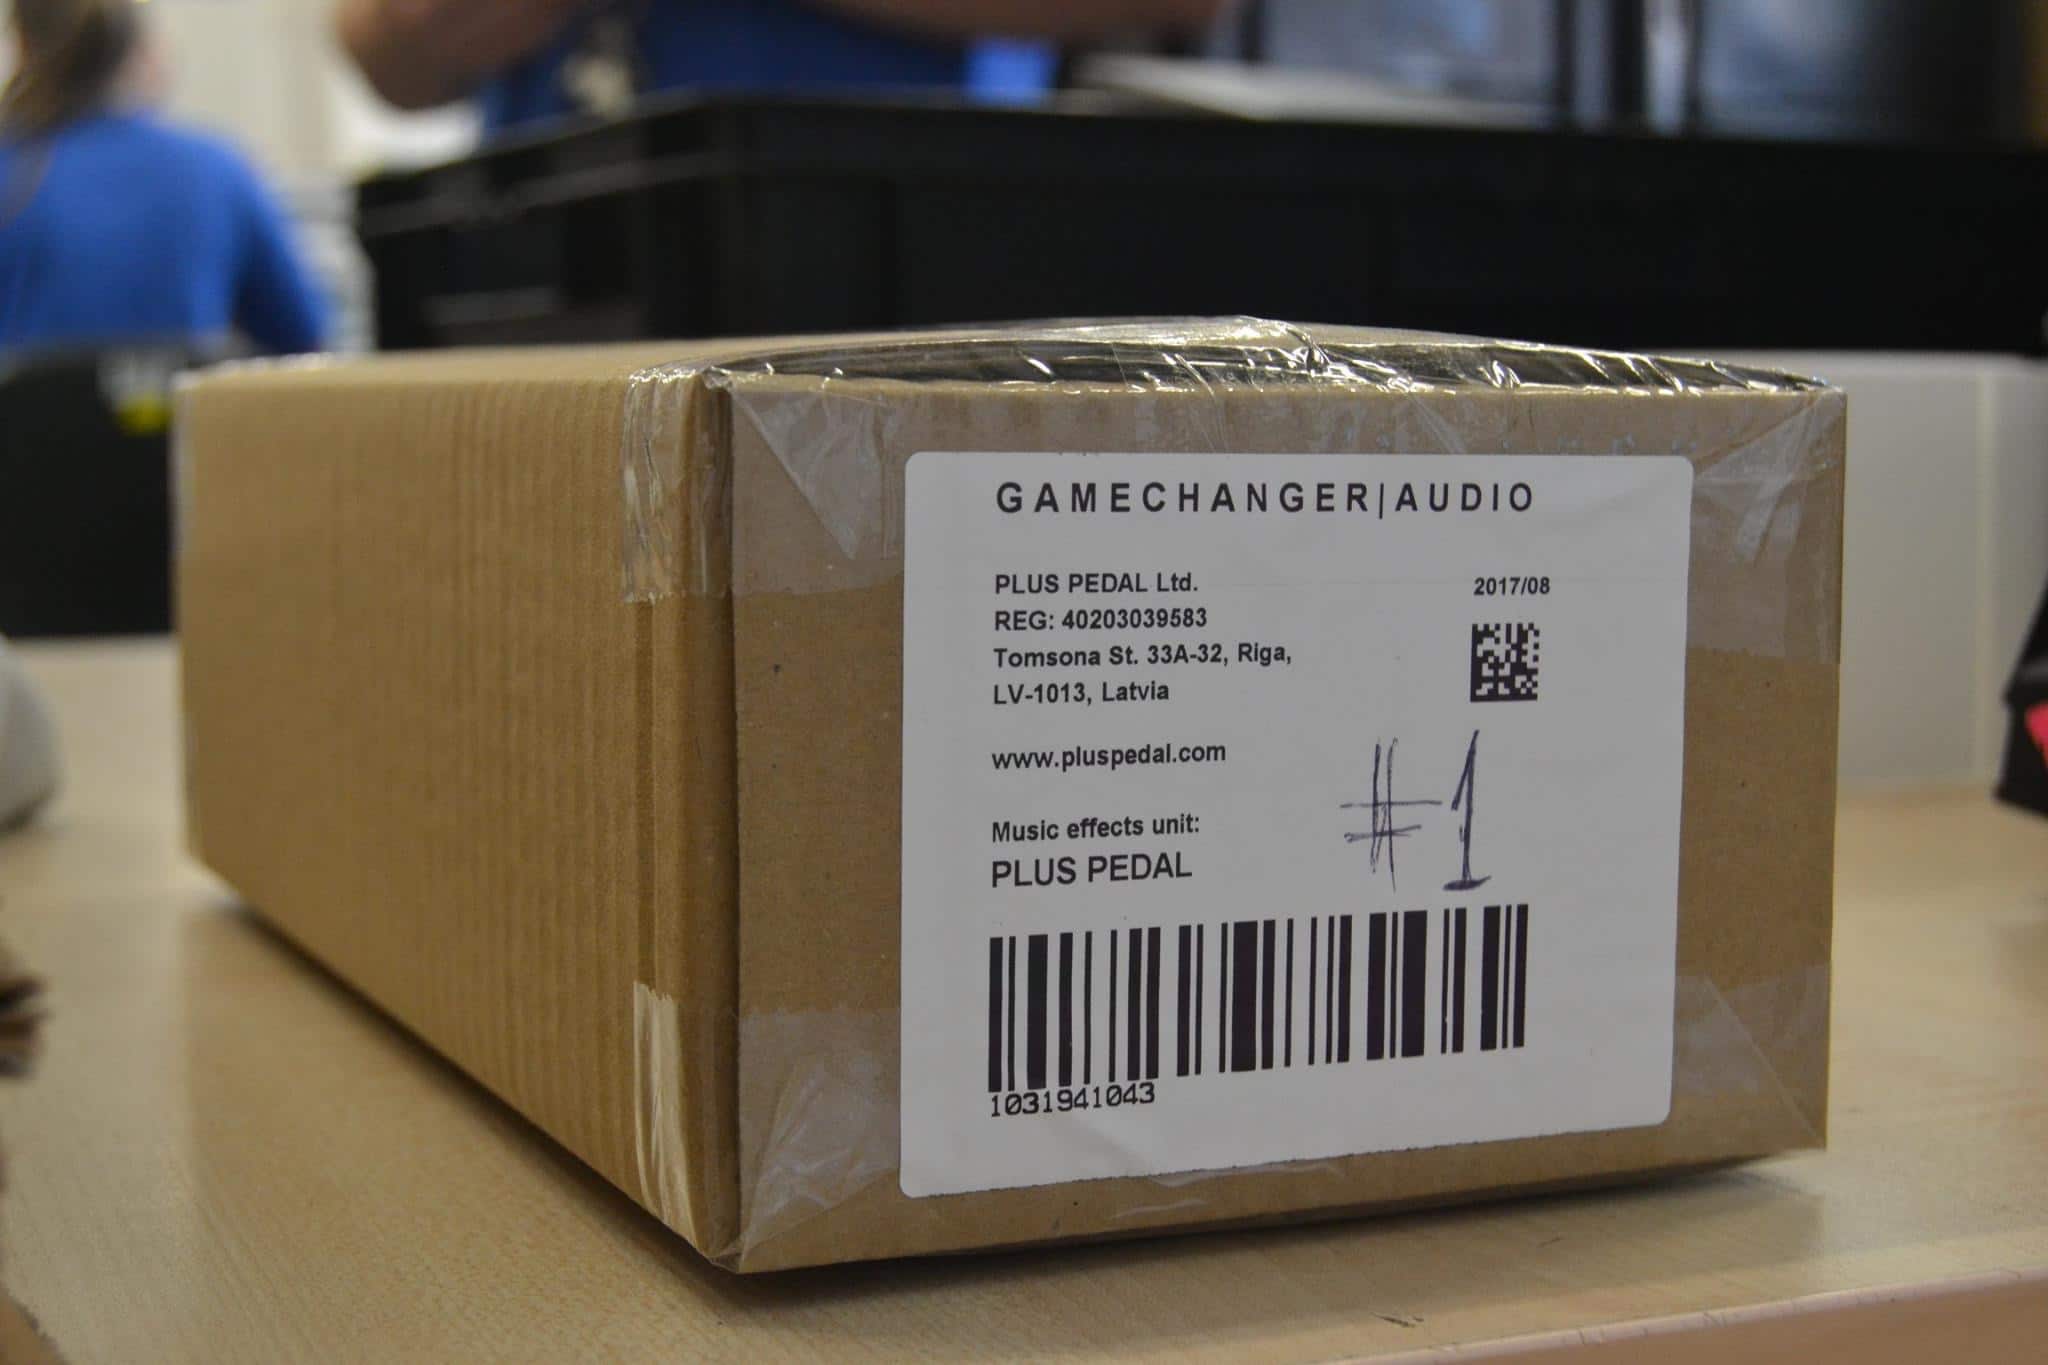 GAMECHANGER|AUDIO
PLUS PEDAL Ltd.
2017/08
REG: 40203039583
Tomsona St. 33A-32, Riga,
LV-1013, Latvia
www.pluspedal.com
#1
Music effects unit:
PLUS PEDAL
1031941043